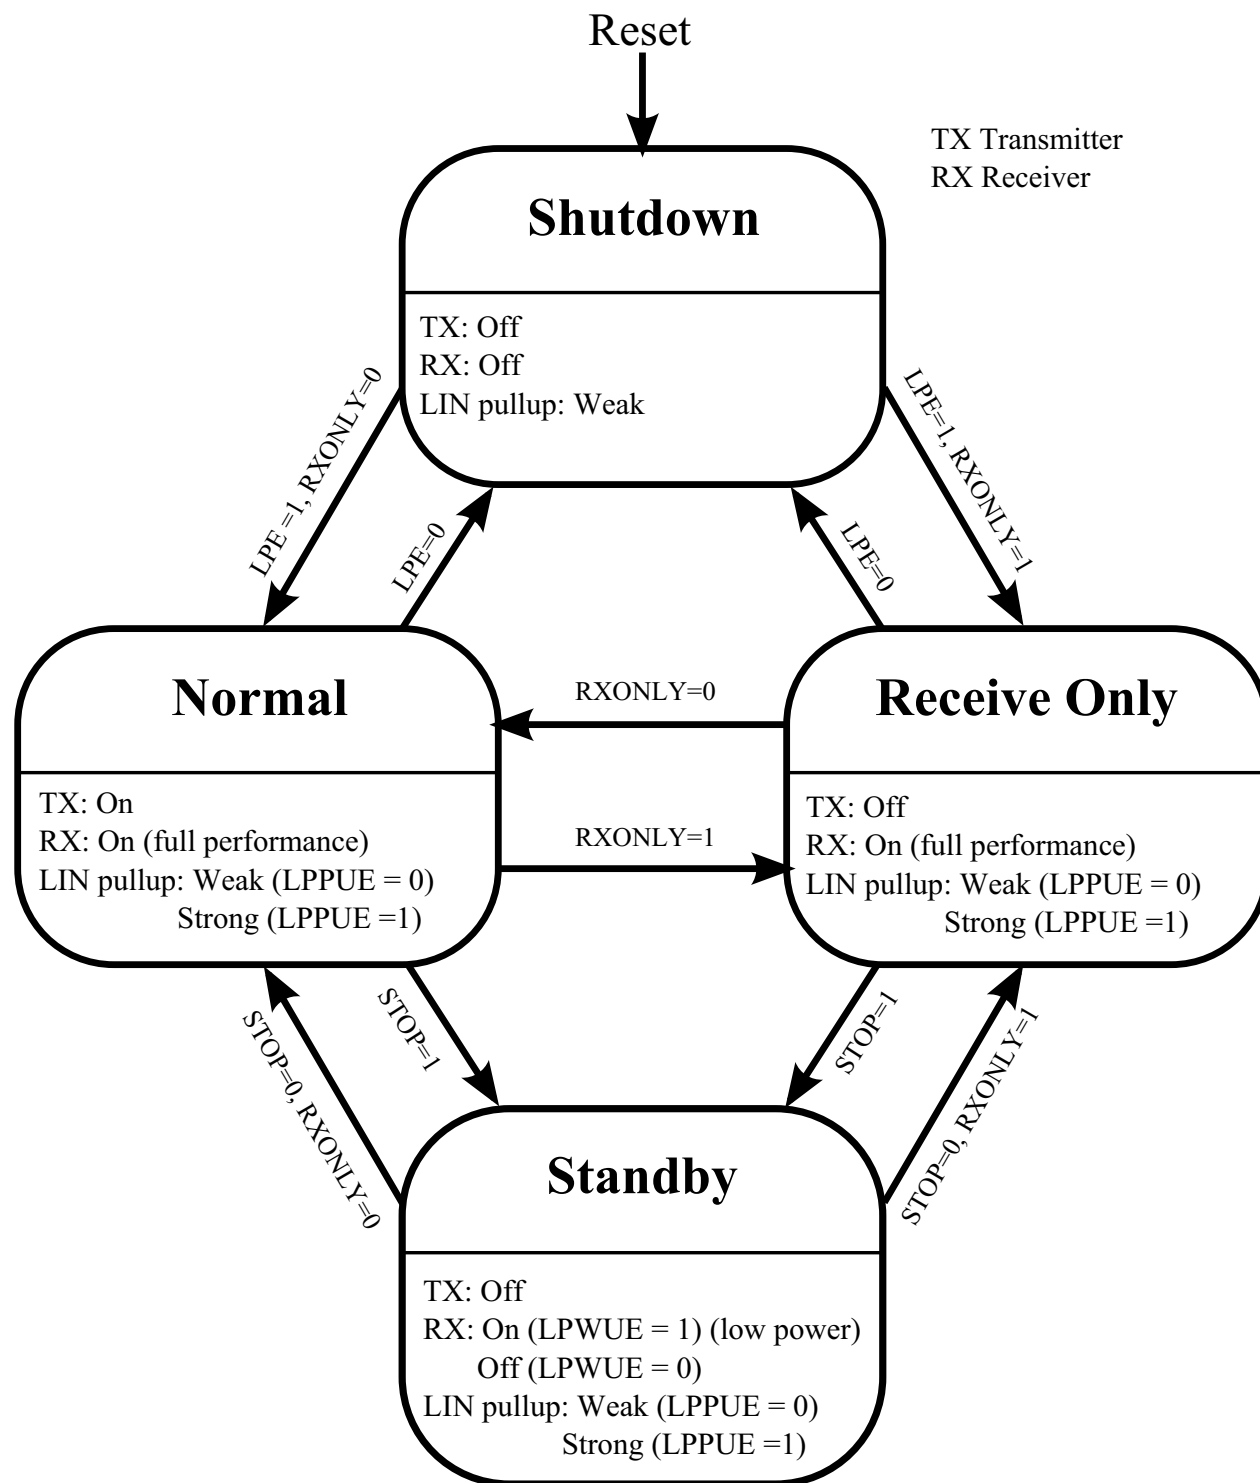 Reset
TX Transmitter
RX Receiver
Shutdown
TX: Off
RX: Off
LIN pullup: Weak
LPE =1, RXONLY=0
LPE=0
LPE=0
LPE=1, RXONLY=1
Normal
TX: On
RX: On (full performance)
LIN pullup: Weak (LPPUE = 0)
Strong (LPPUE =1)
RXONLY=0
RXONLY=1
Receive Only
TX: Off
RX: On (full performance)
LIN pullup: Weak (LPPUE = 0)
Strong (LPPUE =1)
STOP=0, RXONLY=0
STOP=1
STOP=1
STOP=0, RXONLY=1
Standby
TX: Off
RX: On (LPWUE = 1) (low power)
Off (LPWUE = 0)
LIN pullup: Weak (LPPUE = 0)
Strong (LPPUE =1)